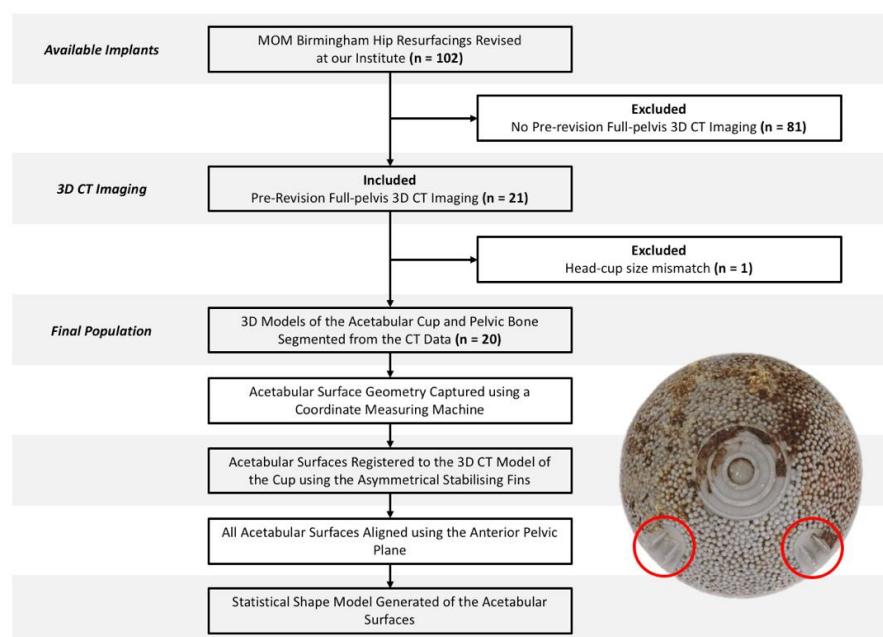 Available Implants
MOM Birmingham Hip Resurfacings Revised
at our Institute (n = 102)
Excluded
No Pre-revision Full-pelvis 3D CT Imaging (n = 81)
3D CT Imaging
Included
Pre-Revision Full-pelvis 3D CT Imaging (n = 21)
Excluded
Head-cup size mismatch (n = 1)
Final Population
3D Models of the Acetabular Cup and Pelvic Bone
Segmented from the CT Data (n = 20)
Acetabular Surface Geometry Captured using a
Coordinate Measuring Machine
Acetabular Surfaces Registered to the 3D CT Model of
the Cup using the Asymmetrical Stabilising Fins
All Acetabular Surfaces Aligned using the Anterior Pelvic
Plane
Statistical Shape Model Generated of the Acetabular
Surfaces